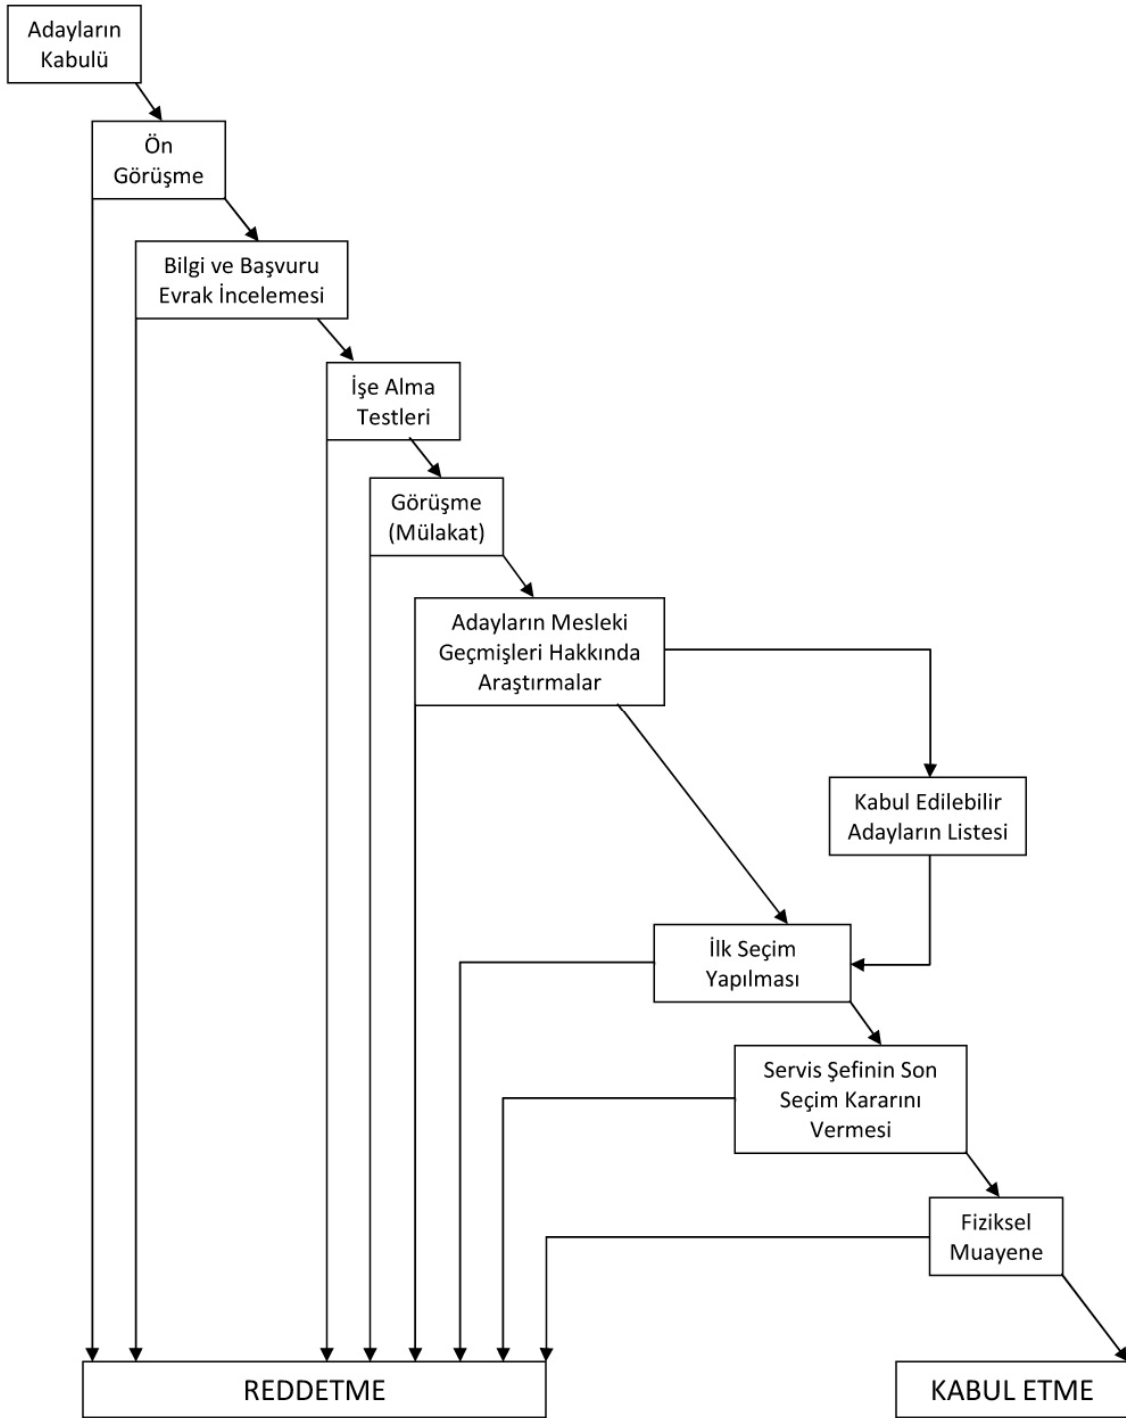 Adayların
Kabulü
Ön
Görüşme
Bilgi ve Başvuru
Evrak İncelemesi
İşe Alma
Testleri
Görüşme
(Mülakat)
Adayların Mesleki
Geçmişleri Hakkında
Araştırmalar
Kabul Edilebilir
Adayların Listesi
İlk Seçim
Yapılması
Servis Şefinin Son
Seçim Kararını
Vermesi
Fiziksel
Muayene
REDDETME
KABUL ETME